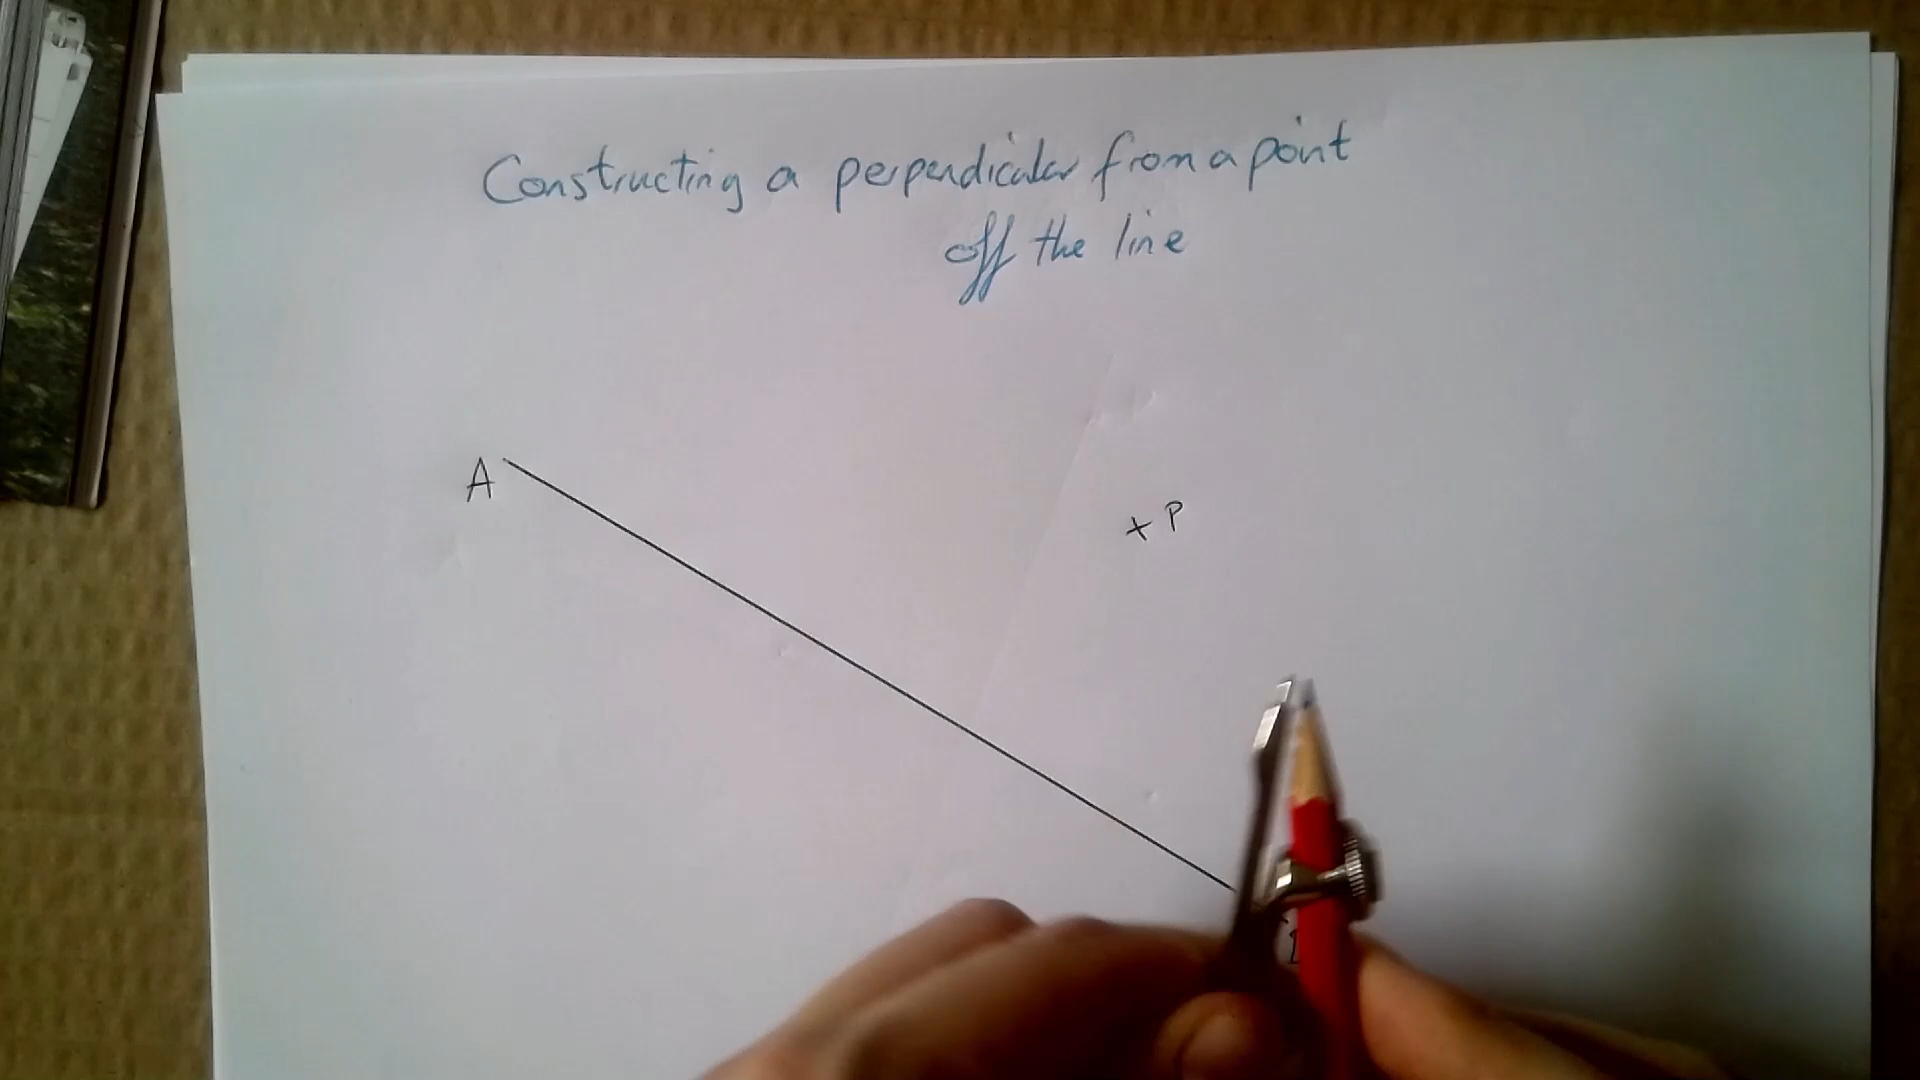 Constructing a perpendicular from a point
off the line
A
P